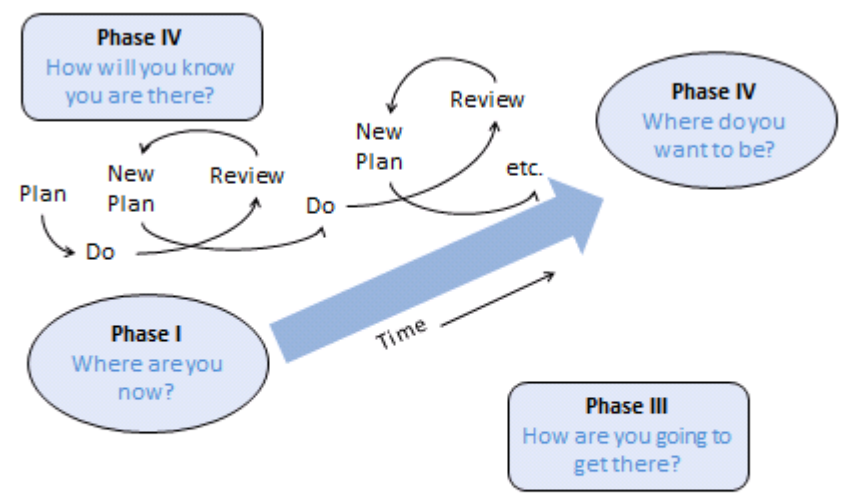 Phase IV
How will you know
you are there?
Review
New
Plan
etc.
Phase IV
Where do you
want to be?
New
Plan
Review
Plan
Do
Do
Phase I
Where are you
now?
Time
Phase III
How are you going to
get there?